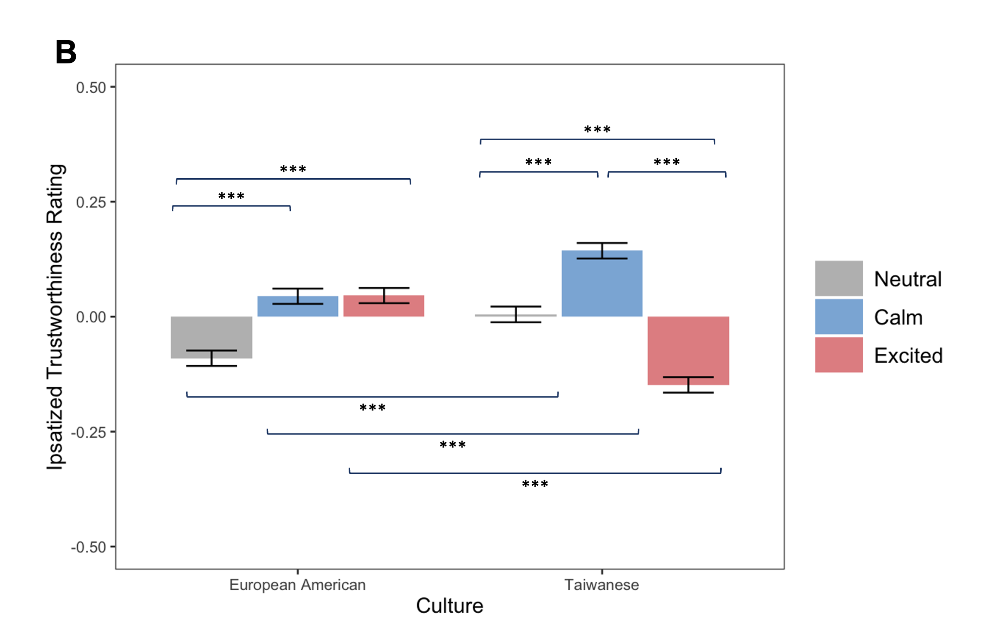 B
Ipsatized Trustworthiness Rating
0.50
0.25
0.00
-0.25
-0.50
***
***
***
***
***
***
***
***
European American
Taiwanese
Culture
Neutral
Calm
Excited